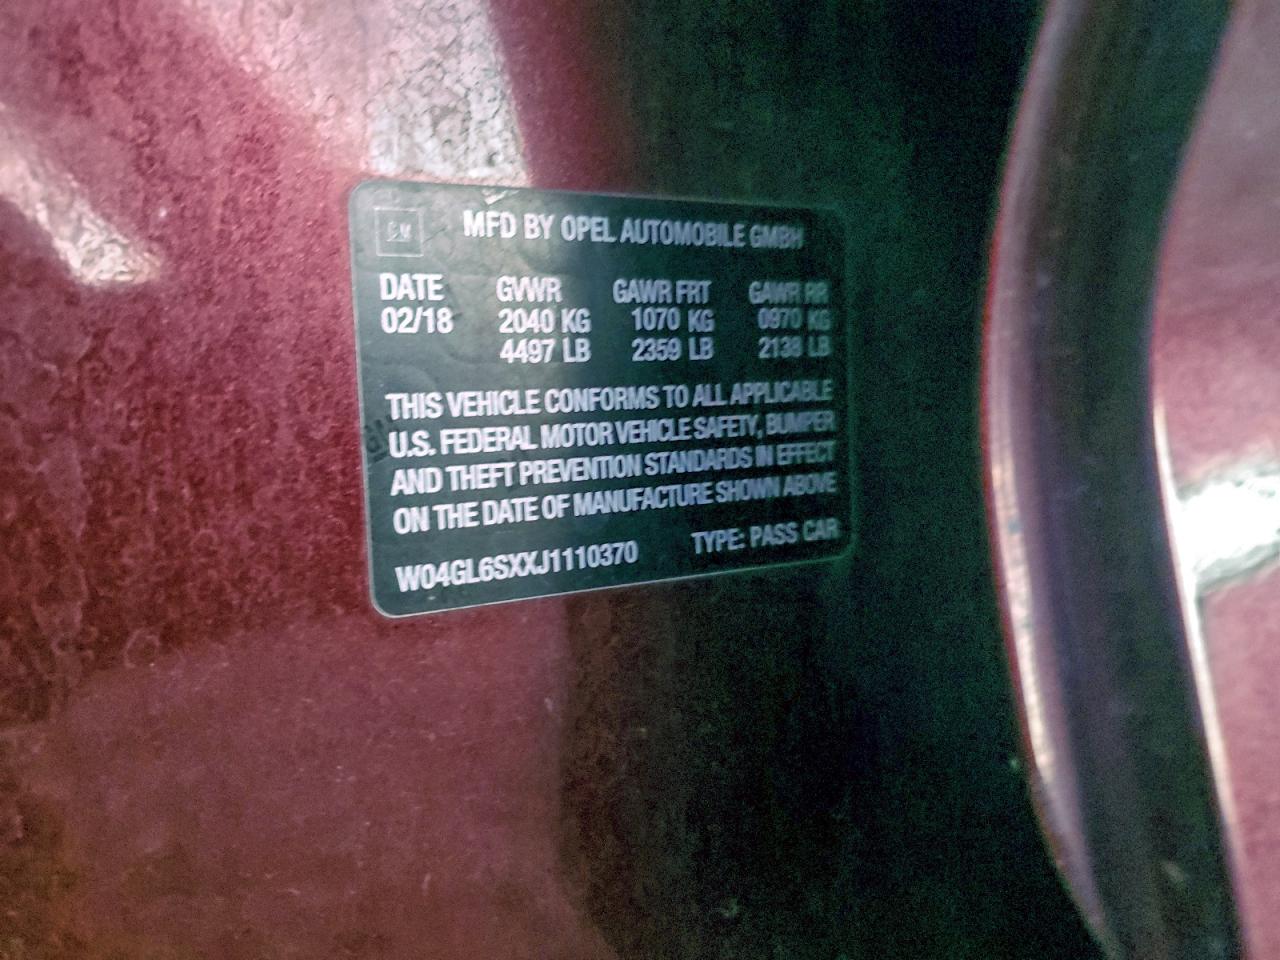 GM MFD BY OPEL AUTOMOBILE GMBH
DATE GVWR GAWR FRT GAWR RR
02/18 2040 KG 1070 KG 0970 KG
4497 LB 2359 LB 2138 LB
THIS VEHICLE CONFORMS TO ALL APPLICABLE
U.S. FEDERAL MOTOR VEHICLE SAFETY, BUMPER
AND THEFT PREVENTION STANDARDS IN EFFECT
ON THE DATE OF MANUFACTURE SHOWN ABOVE
W04GL6SXXJ1110370 TYPE: PASS CAR